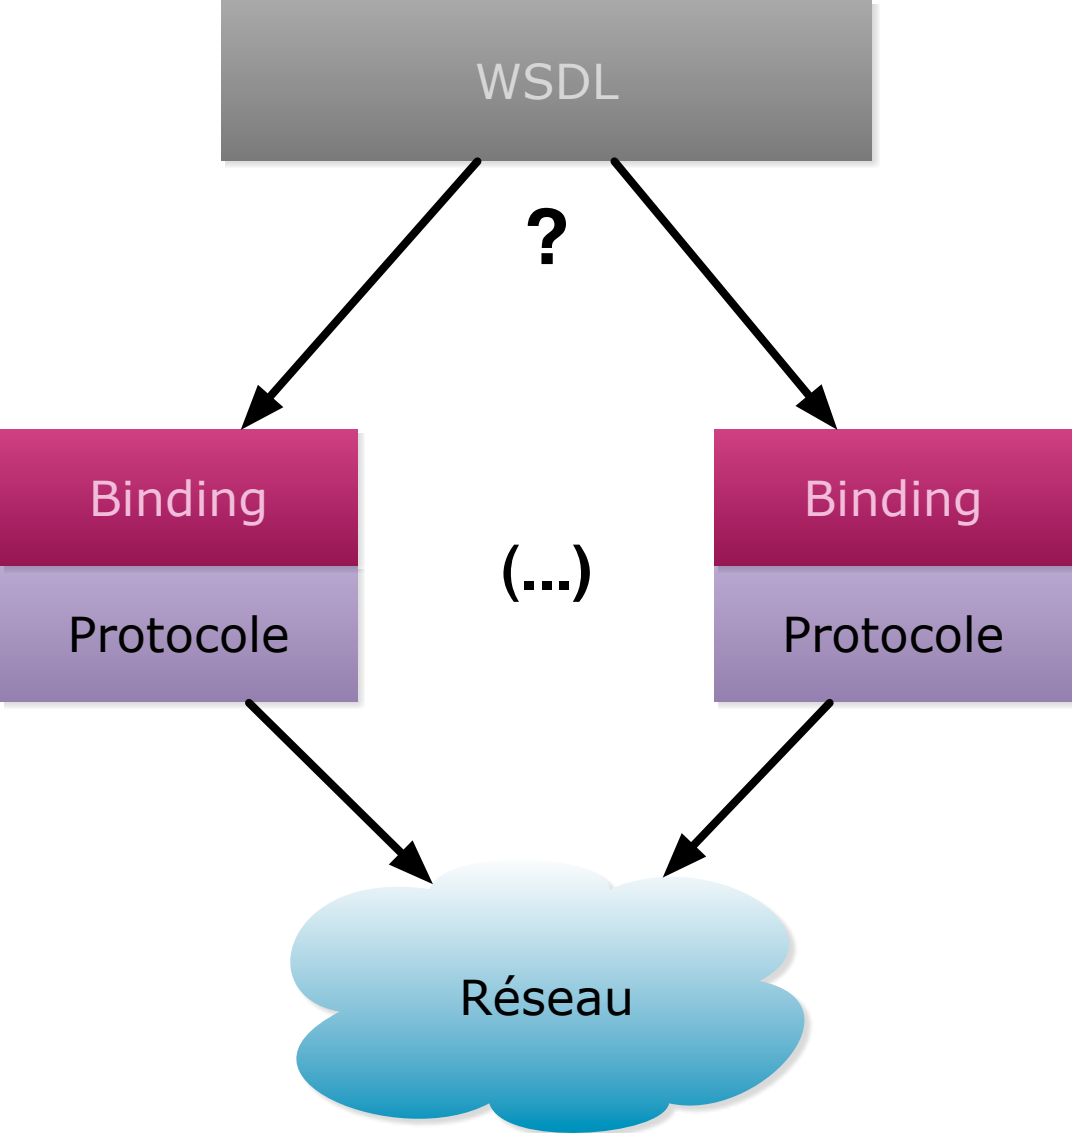 WSDL
?
Binding
Protocole
(...)
Binding
Protocole
Réseau